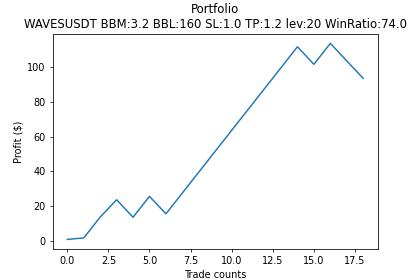 Portfolio
WAVESUSDT BBM:3.2 BBL:160 SL:1.0 TP:1.2 lev:20 WinRatio:74.0
100
80
60
40
20
0
Profit ($)
0.0 2.5 5.0 7.5 10.0 12.5 15.0 17.5
Trade counts